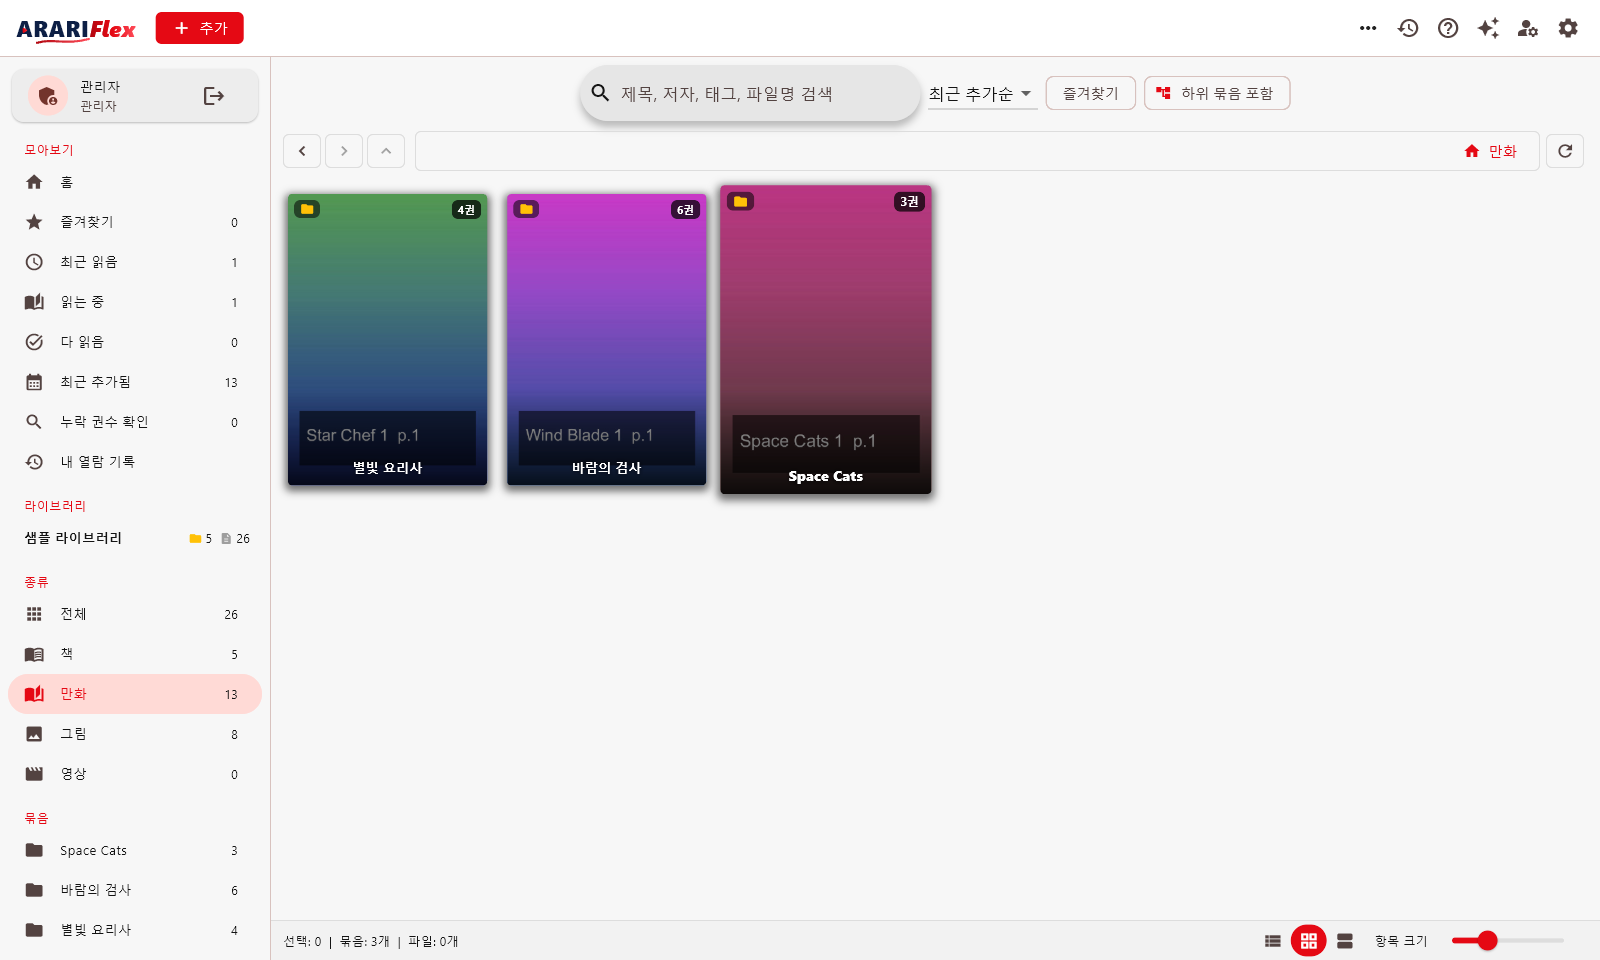 ARARIFlex
추가
관리자
관리자
모아보기
홈
즐겨찾기 0
최근 읽음 1
읽는 중 1
다 읽음 0
최근 추가됨 13
누락 권수 확인 0
내 열람 기록
라이브러리
샘플 라이브러리 5 26
종류
전체 26
책 5
만화 13
그림 8
영상 0
묶음
Space Cats 3
바람의 검사 6
별빛 요리사 4
제목, 저자, 태그, 파일명 검색
최근 추가순
즐겨찾기
하위 묶음 포함
만화
4권
Star Chef 1 p.1
별빛 요리사
6권
Wind Blade 1 p.1
바람의 검사
3권
Space Cats 1 p.1
Space Cats
선택: 0 | 묶음: 3개 | 파일: 0개
항목 크기